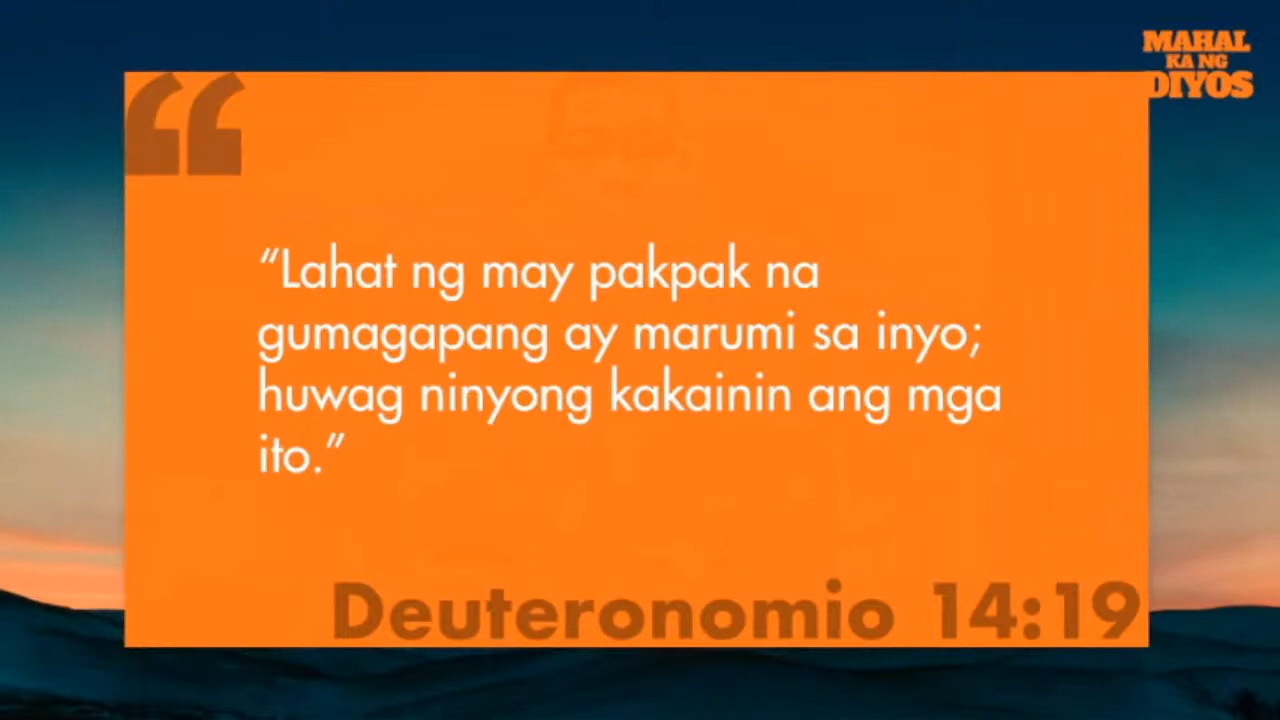 MAHAL
KA NG
DIYOS
“Lahat ng may pakpak na
gumagapang ay marumi sa inyo;
huwag ninyong kakainin ang mga
ito.”
Deuteronomio 14:19